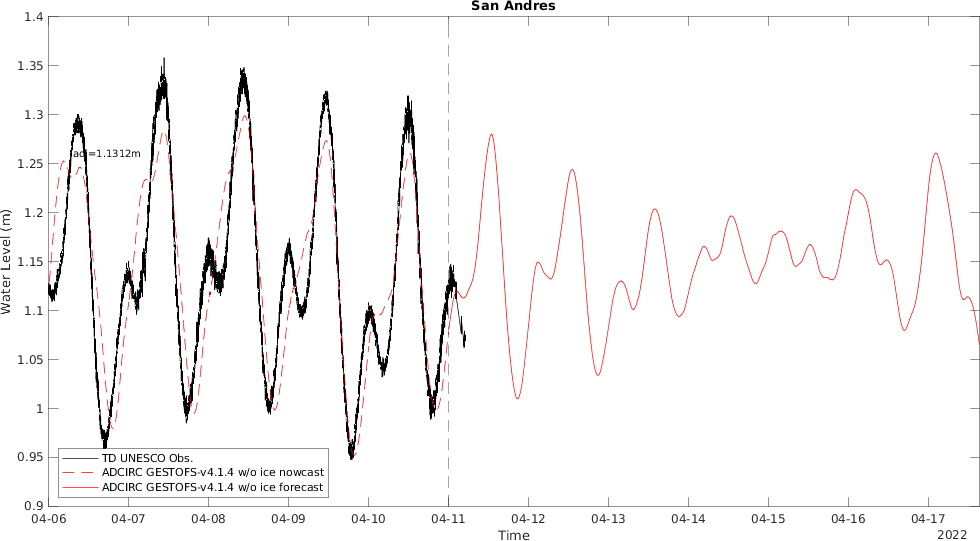 San Andres
1.4
1.35
1.3
1.25
1.2
1.15
1.1
1.05
1
0.95
0.9
Water Level (m)
=1.1312m
TD UNESCO Obs.
ADCIRC GESTOFS-v4.1.4 w/o ice nowcast
ADCIRC GESTOFS-v4.1.4 w/o ice forecast
04-06 04-07 04-08 04-09 04-10 04-11 04-12 04-13 04-14 04-15 04-16 04-17
Time
2022